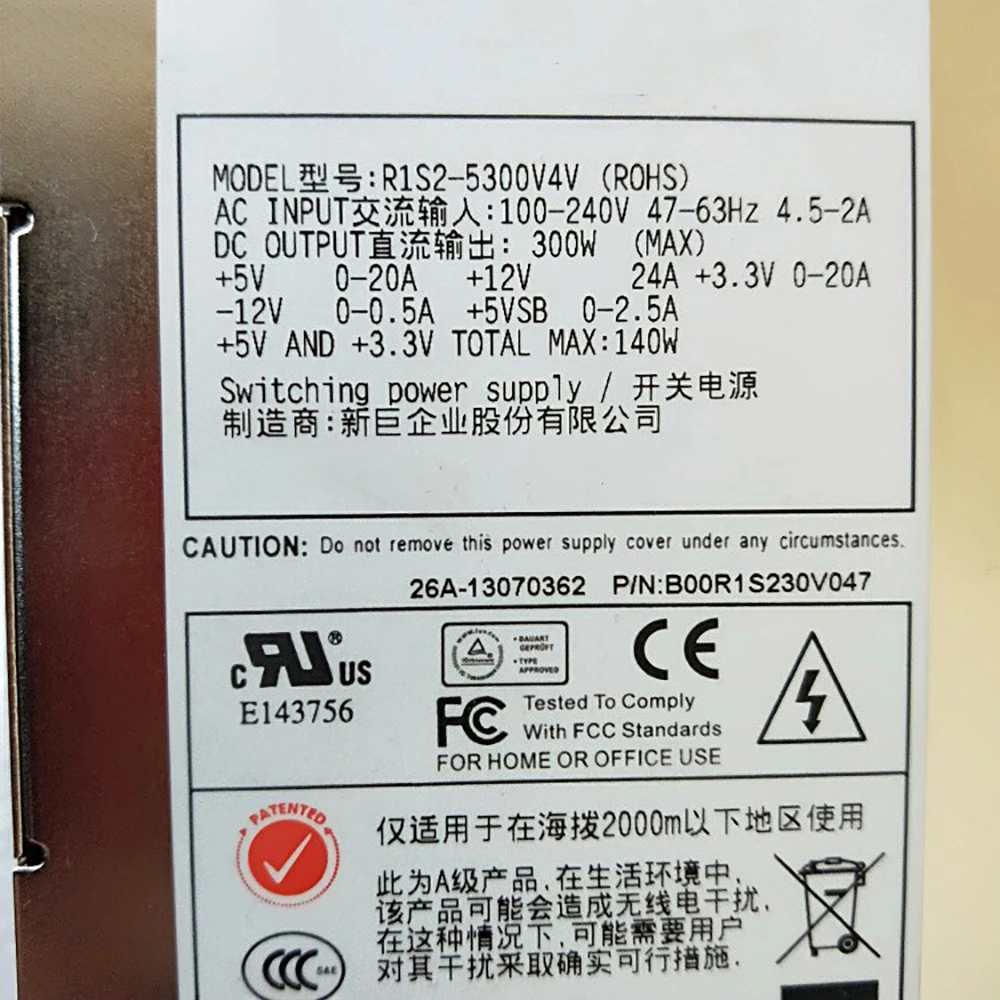 MODEL型号:R1S2-5300V4V (ROHS)
AC INPUT交流输入:100-240V 47-63Hz 4.5-2A
DC OUTPUT直流输出: 300W (MAX)
+5V 0-20A +12V 24A +3.3V 0-20A
-12V 0-0.5A +5VSB 0-2.5A
+5V AND +3.3V TOTAL MAX:140W
Switching power supply / 开关电源
制造商:新巨企业股份有限公司
CAUTION: Do not remove this power supply cover under any circumstances.
26A-13070362 P/N:B00R1S230V047
C RU ® US
E143756
BAUART
GEPRÜFT
TYPE
APPROVED
CE
FC Tested To Comply
With FCC Standards
FOR HOME OR OFFICE USE
PATENTED
仅适用于在海拔2000m以下地区使用
此为A级产品,在生活环境中,
该产品可能会造成无线电干扰.
在这种情况下,可能需要用户
对其干扰采取确实可行措施.
CCC S&E